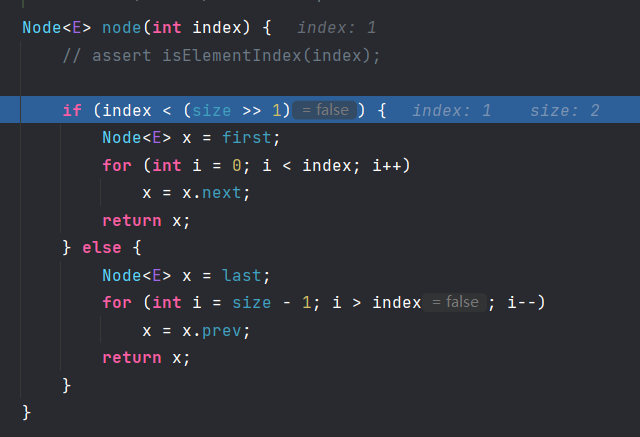 Node<E> node(int index) {   index: 1
    // assert isElementIndex(index);
    if (index < (size >> 1) = false ) {   index: 1    size: 2
        Node<E> x = first;
        for (int i = 0; i < index; i++)
            x = x.next;
        return x;
    } else {
        Node<E> x = last;
        for (int i = size - 1; i > index = false ; i--)
            x = x.prev;
        return x;
    }
}